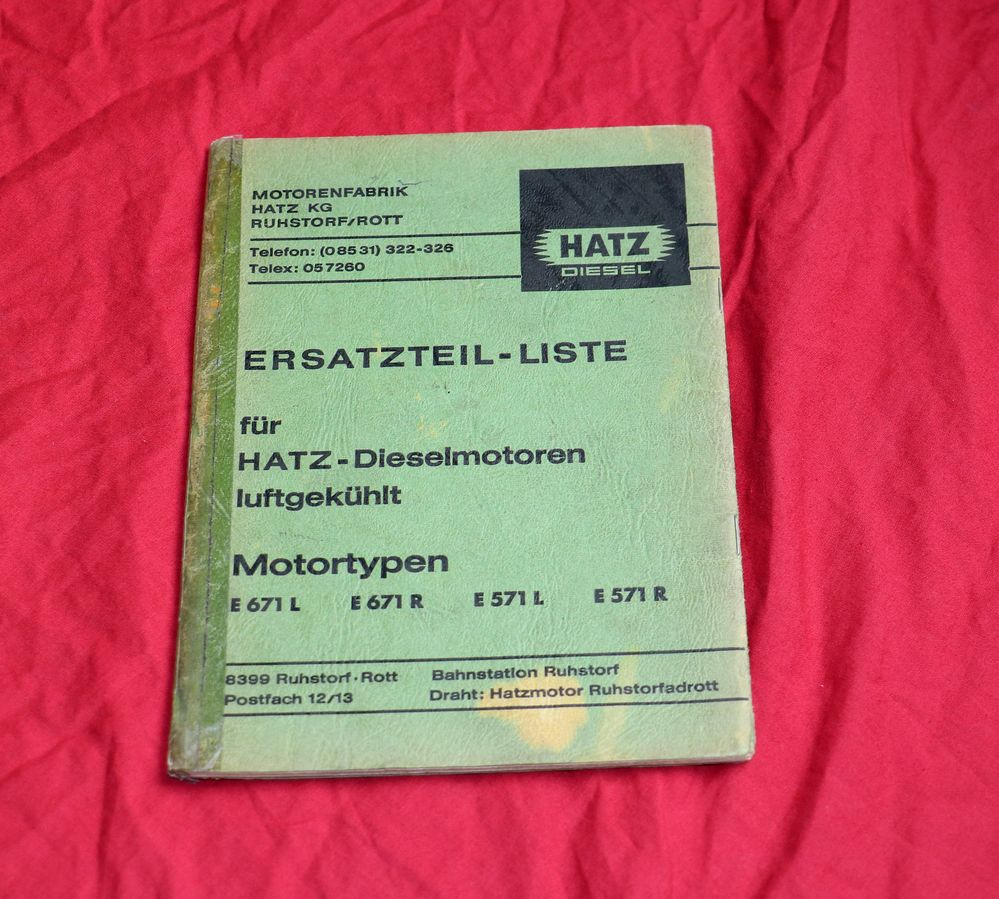 MOTORENFABRIK
HATZ KG
RUHSTORF/ROTT
Telefon: (08531) 322-326
Telex: 057260
HATZ
DIESEL
ERSATZTEIL-LISTE
für
HATZ-Dieselmotoren
luftgekühlt
Motortypen
E 671 L E 671 R E 571 L E 571 R
8399 Ruhstorf · Rott Bahnstation Ruhstorf
Postfach 12/13 Draht: Hatzmotor Ruhstorfadrott